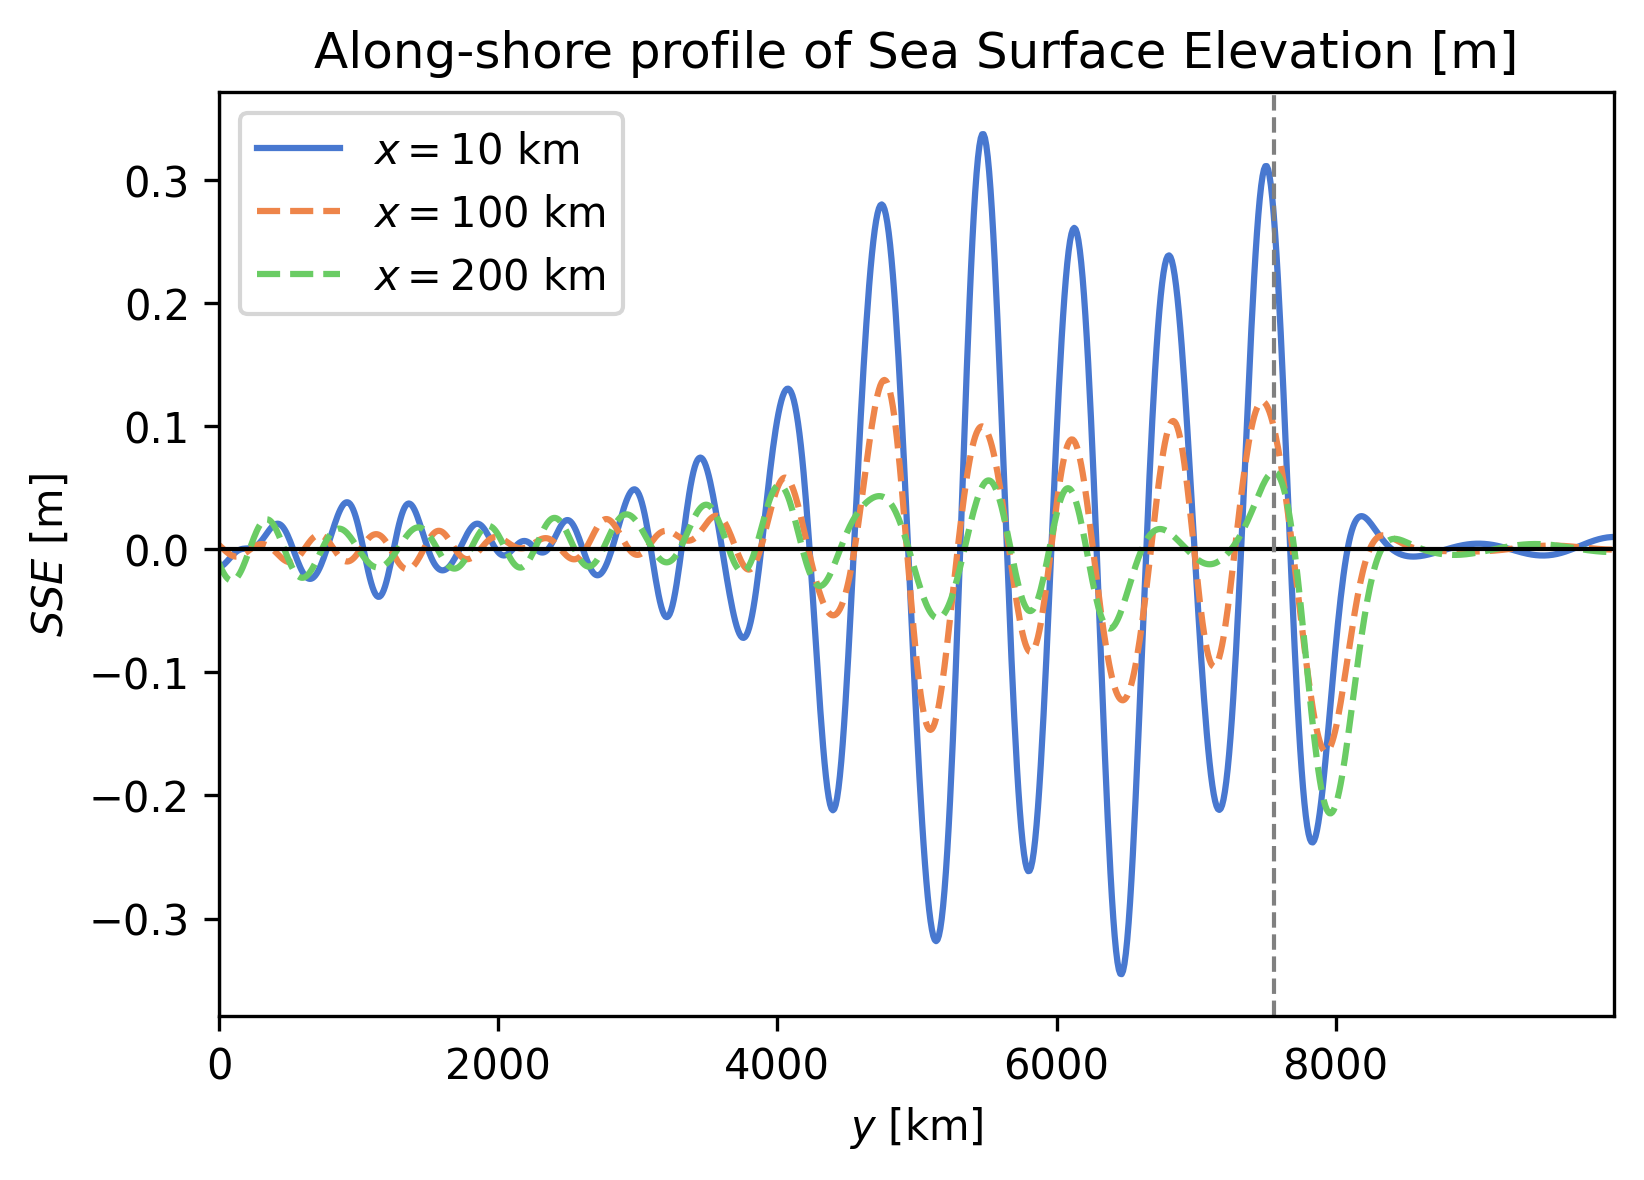 Along-shore profile of Sea Surface Elevation [m]
x = 10 km
x = 100 km
x = 200 km
0.3
0.2
0.1
0.0
−0.1
−0.2
−0.3
SSE [m]
0 2000 4000 6000 8000
y [km]